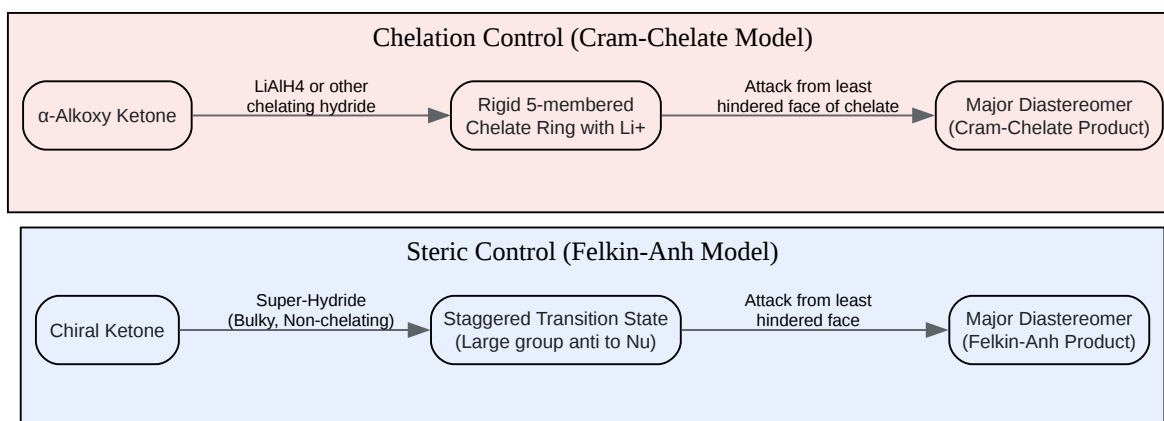 Chelation Control (Cram-Chelate Model)
α-Alkoxy Ketone
LiAlH4 or other
chelating hydride
Rigid 5-membered
Chelate Ring with Li+
Attack from least
hindered face of chelate
Major Diastereomer
(Cram-Chelate Product)
Steric Control (Felkin-Anh Model)
Chiral Ketone
Super-Hydride
(Bulky, Non-chelating)
Staggered Transition State
(Large group anti to Nu)
Attack from least
hindered face
Major Diastereomer
(Felkin-Anh Product)